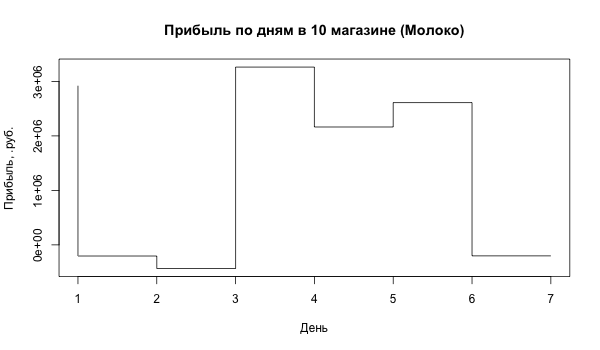 Прибыль по дням в 10 магазине (Молоко)
Прибыль, .руб.
3e+06
2e+06
1e+06
0e+00
1 2 3 4 5 6 7
День